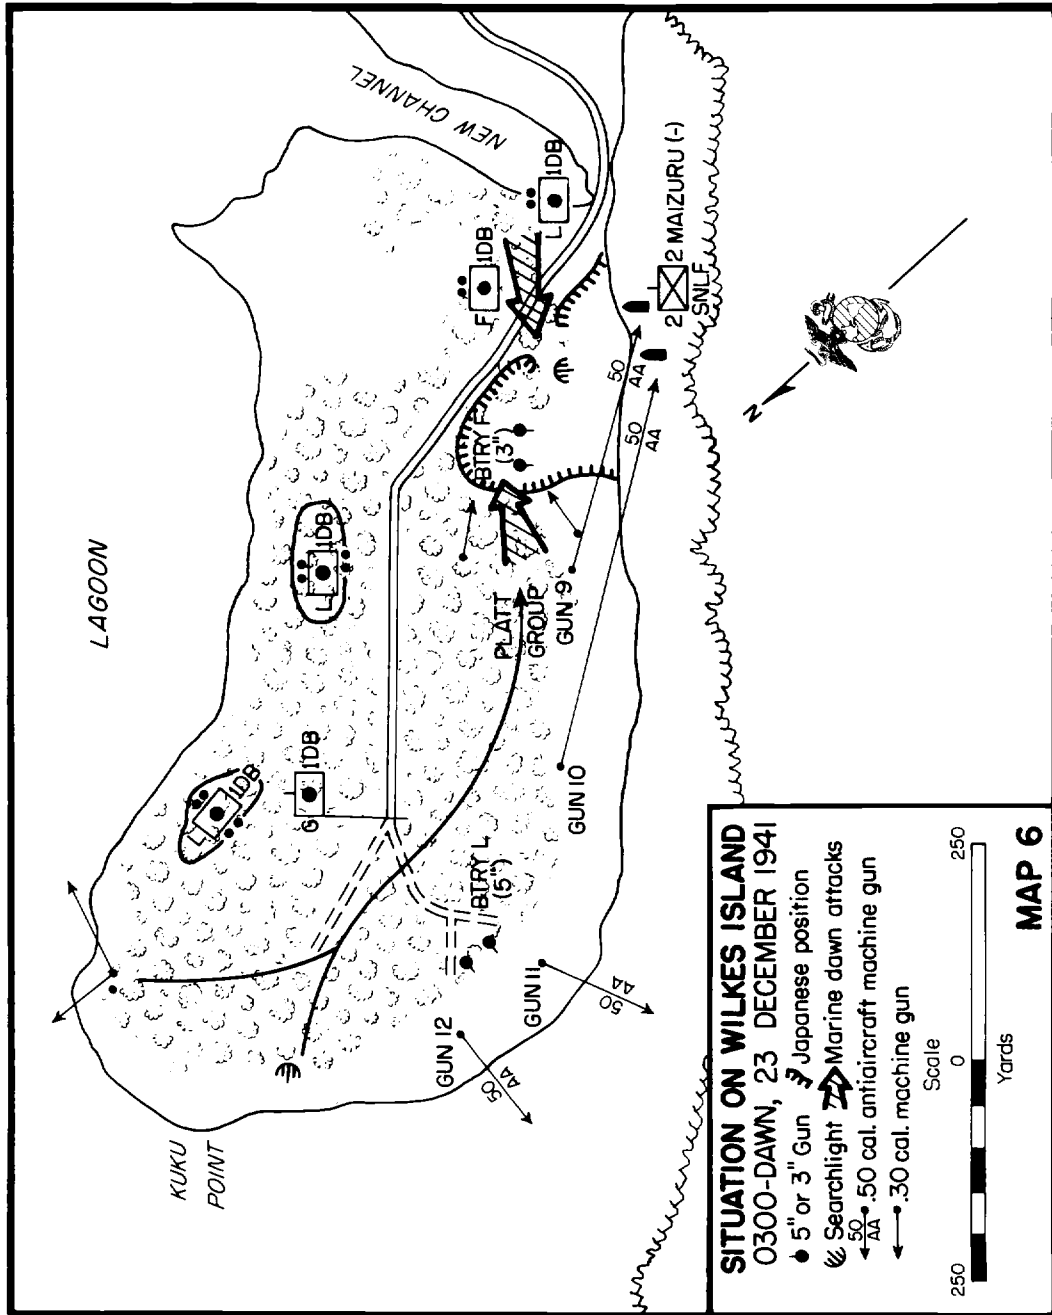 LAGOON
NEW CHANNEL
KUKU
POINT
1DB
L
1DB
F
1DB
L
1DB
L
1DB
G
2 MAIZURU (-)
2 SNLF
BTRY F
(3")
50
AA
50
AA
PLATT
GROUP
GUN 9
GUN 10
BTRY L
(5")
GUN 11
50
AA
GUN 12
50
AA
N
SITUATION ON WILKES ISLAND
0300-DAWN, 23 DECEMBER 1941
5" or 3" Gun
Japanese position
Searchlight
Marine dawn attacks
50
AA
.50 cal. antiaircraft machine gun
.30 cal. machine gun
Scale
250
0
250
Yards
MAP 6